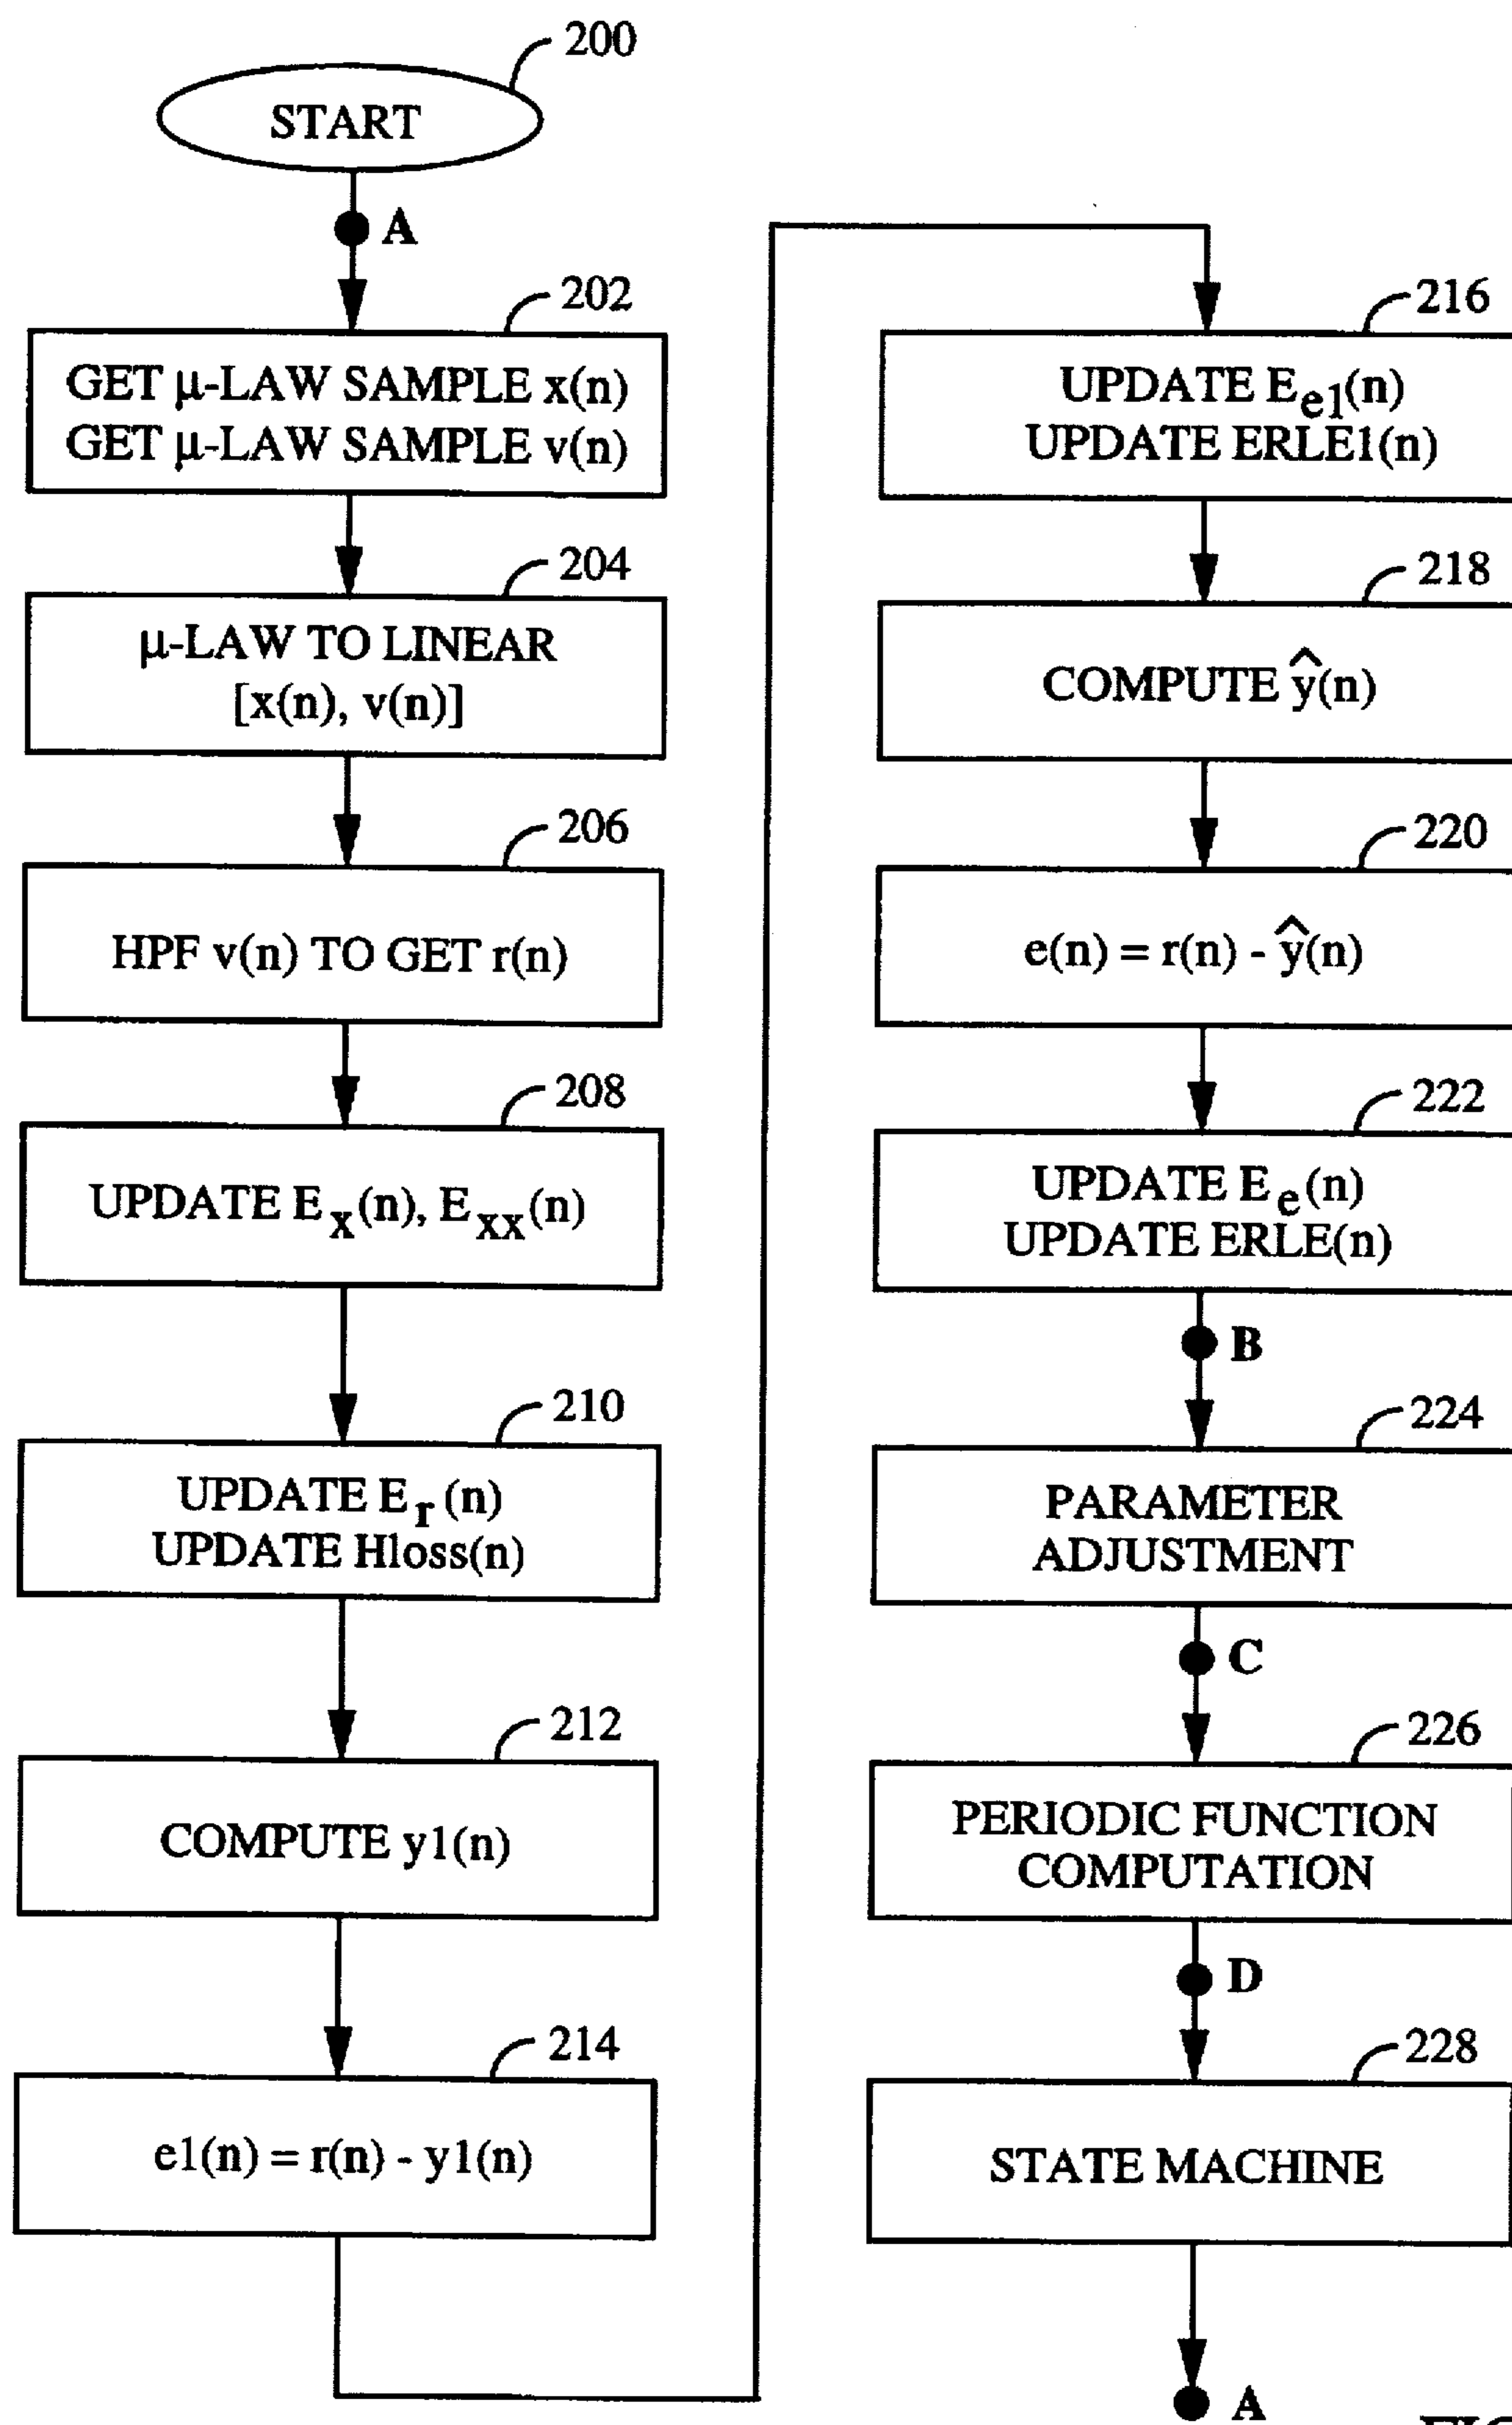 200
START
A
202
GET μ-LAW SAMPLE x(n)
GET μ-LAW SAMPLE v(n)
204
μ-LAW TO LINEAR
[x(n), v(n)]
206
HPF v(n) TO GET r(n)
208
UPDATE Eₓ(n), Eₓₓ(n)
210
UPDATE Eᵣ(n)
UPDATE Hloss(n)
212
COMPUTE y1(n)
214
e1(n) = r(n) - y1(n)
216
UPDATE Eₑ₁(n)
UPDATE ERLE1(n)
218
COMPUTE ŷ(n)
220
e(n) = r(n) - ŷ(n)
222
UPDATE Eₑ(n)
UPDATE ERLE(n)
B
224
PARAMETER
ADJUSTMENT
C
226
PERIODIC FUNCTION
COMPUTATION
D
228
STATE MACHINE
A